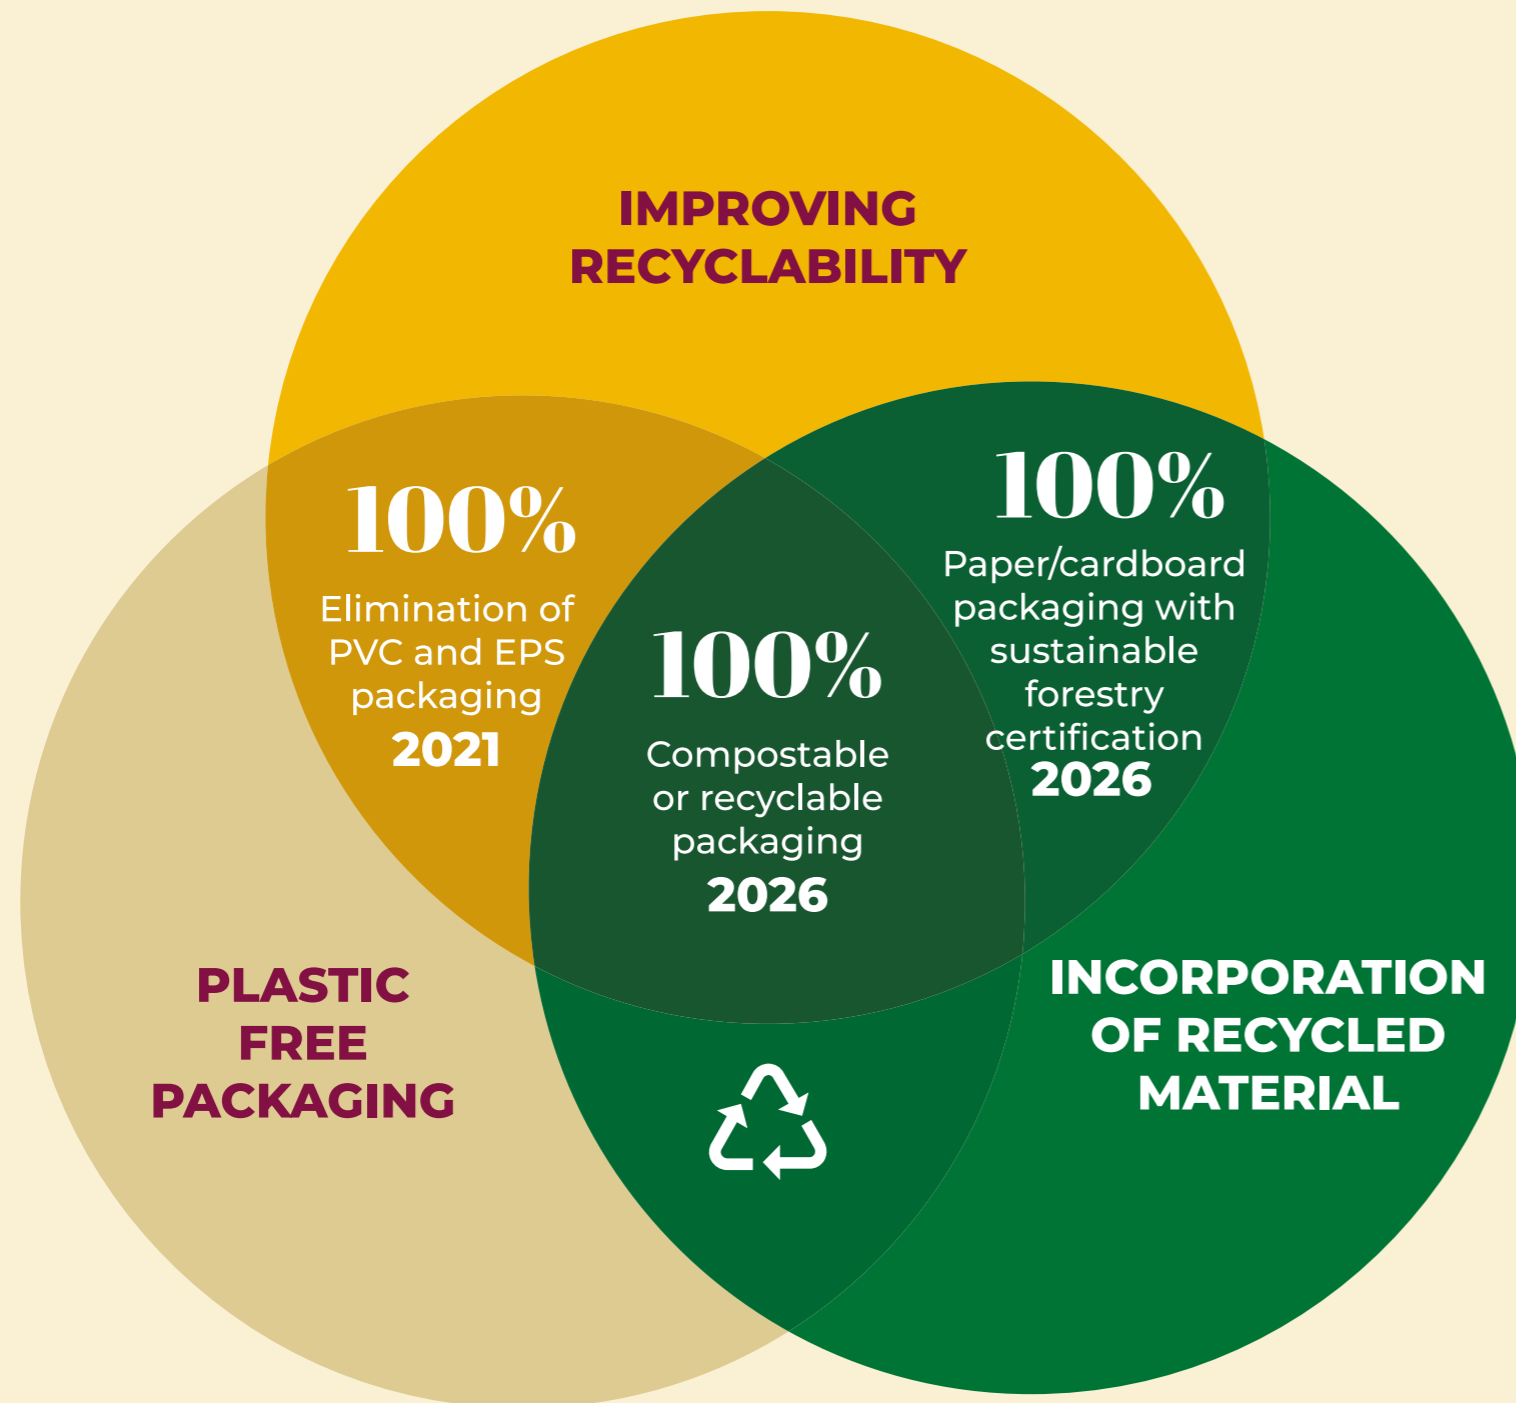 IMPROVING
RECYCLABILITY
100%
Elimination of
PVC and EPS
packaging
2021
100%
Compostable
or recyclable
packaging
2026
100%
Paper/cardboard
packaging with
sustainable
forestry
certification
2026
PLASTIC
FREE
PACKAGING
INCORPORATION
OF RECYCLED
MATERIAL